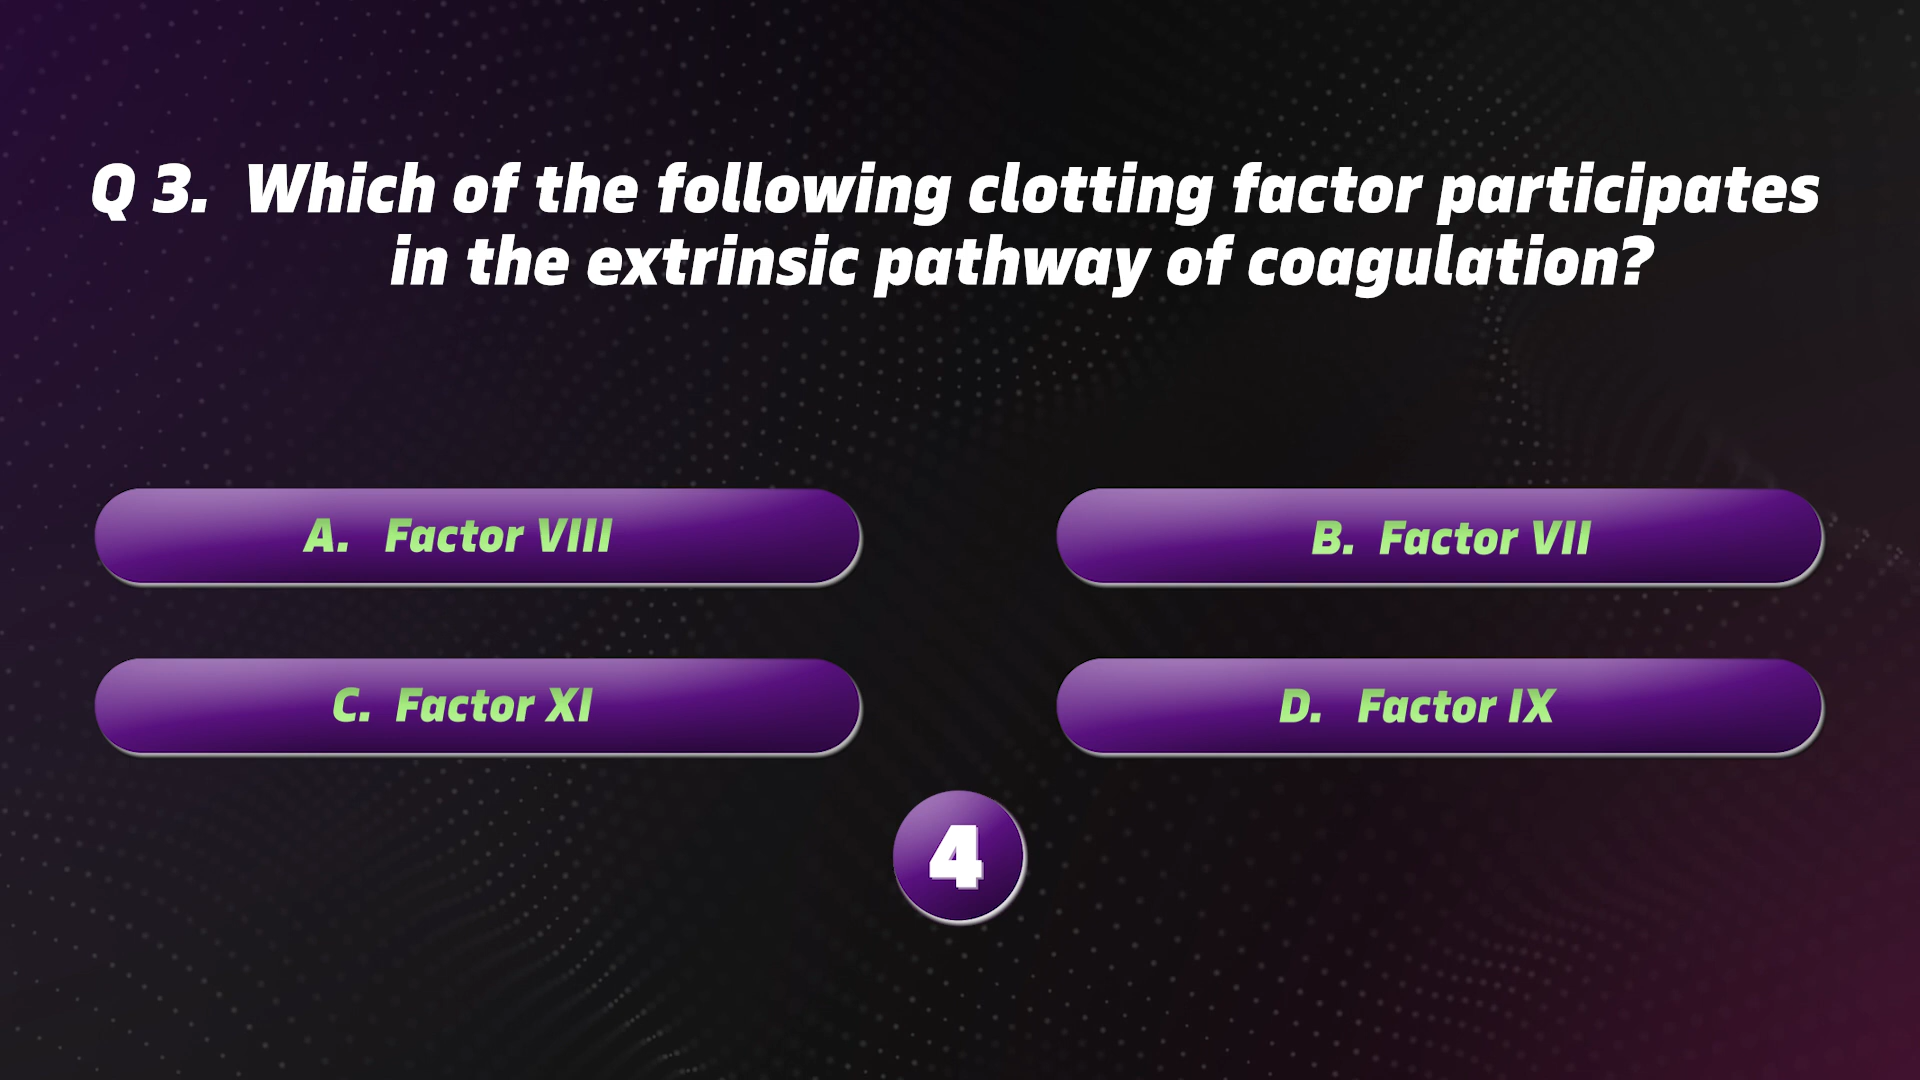 Q 3. Which of the following clotting factor participates
in the extrinsic pathway of coagulation?
A. Factor VIII
B. Factor VII
C. Factor XI
D. Factor IX
4